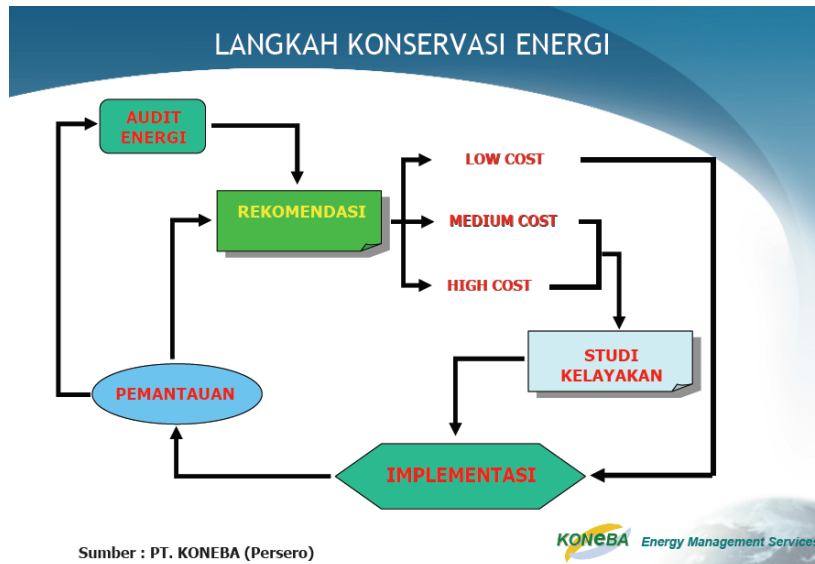 LANGKAH KONSERVASI ENERGI
AUDIT
ENERGI
LOW COST
REKOMENDASI
MEDIUM COST
HIGH COST
STUDI
KELAYAKAN
PEMANTAUAN
IMPLEMENTASI
Sumber : PT. KONEBA (Persero)
KONeBA Energy Management Services